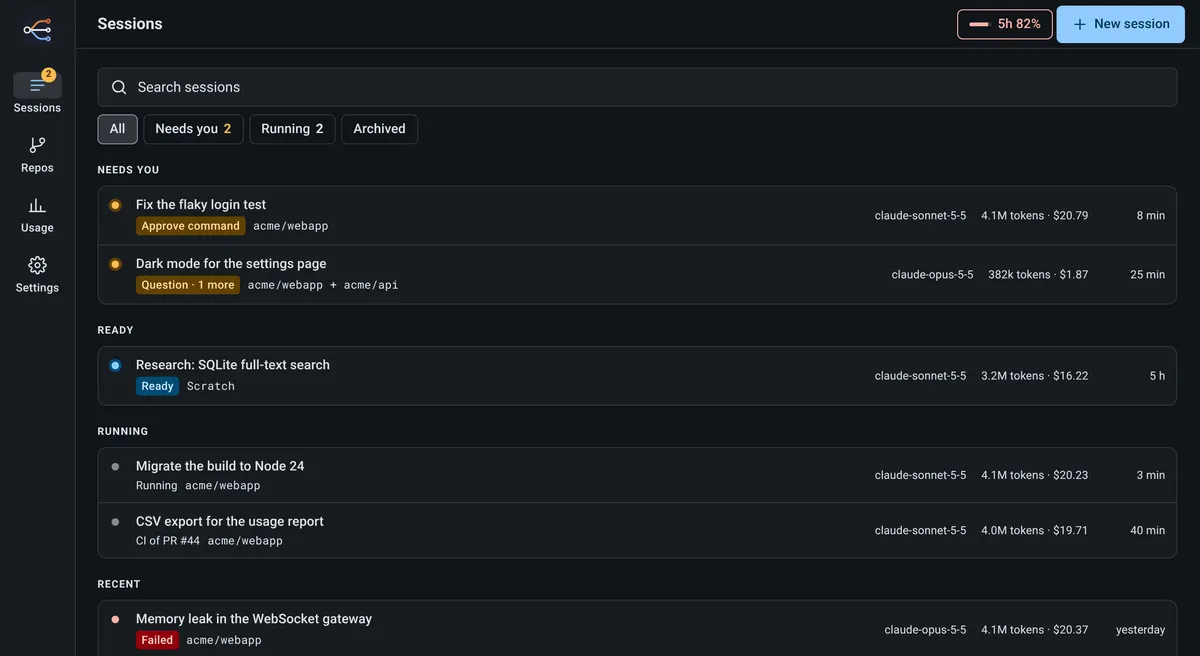 Sessions
5h 82%
+ New session
2
Sessions
Repos
Usage
Settings
Search sessions
All
Needs you 2
Running 2
Archived
NEEDS YOU
Fix the flaky login test
Approve command acme/webapp
claude-sonnet-5-5 4.1M tokens · $20.79 8 min
Dark mode for the settings page
Question · 1 more acme/webapp + acme/api
claude-opus-5-5 382k tokens · $1.87 25 min
READY
Research: SQLite full-text search
Ready Scratch
claude-sonnet-5-5 3.2M tokens · $16.22 5 h
RUNNING
Migrate the build to Node 24
Running acme/webapp
claude-sonnet-5-5 4.1M tokens · $20.23 3 min
CSV export for the usage report
CI of PR #44 acme/webapp
claude-sonnet-5-5 4.0M tokens · $19.71 40 min
RECENT
Memory leak in the WebSocket gateway
Failed acme/webapp
claude-opus-5-5 4.1M tokens · $20.37 yesterday